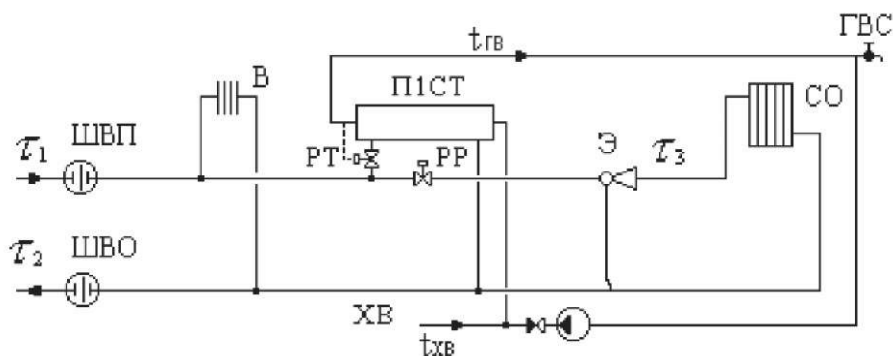 ГВС
tГВ
В
П1СТ
СО
ШВП
Э
τ1
РТ
РР
τ3
ШВО
τ2
ХВ
tХВ